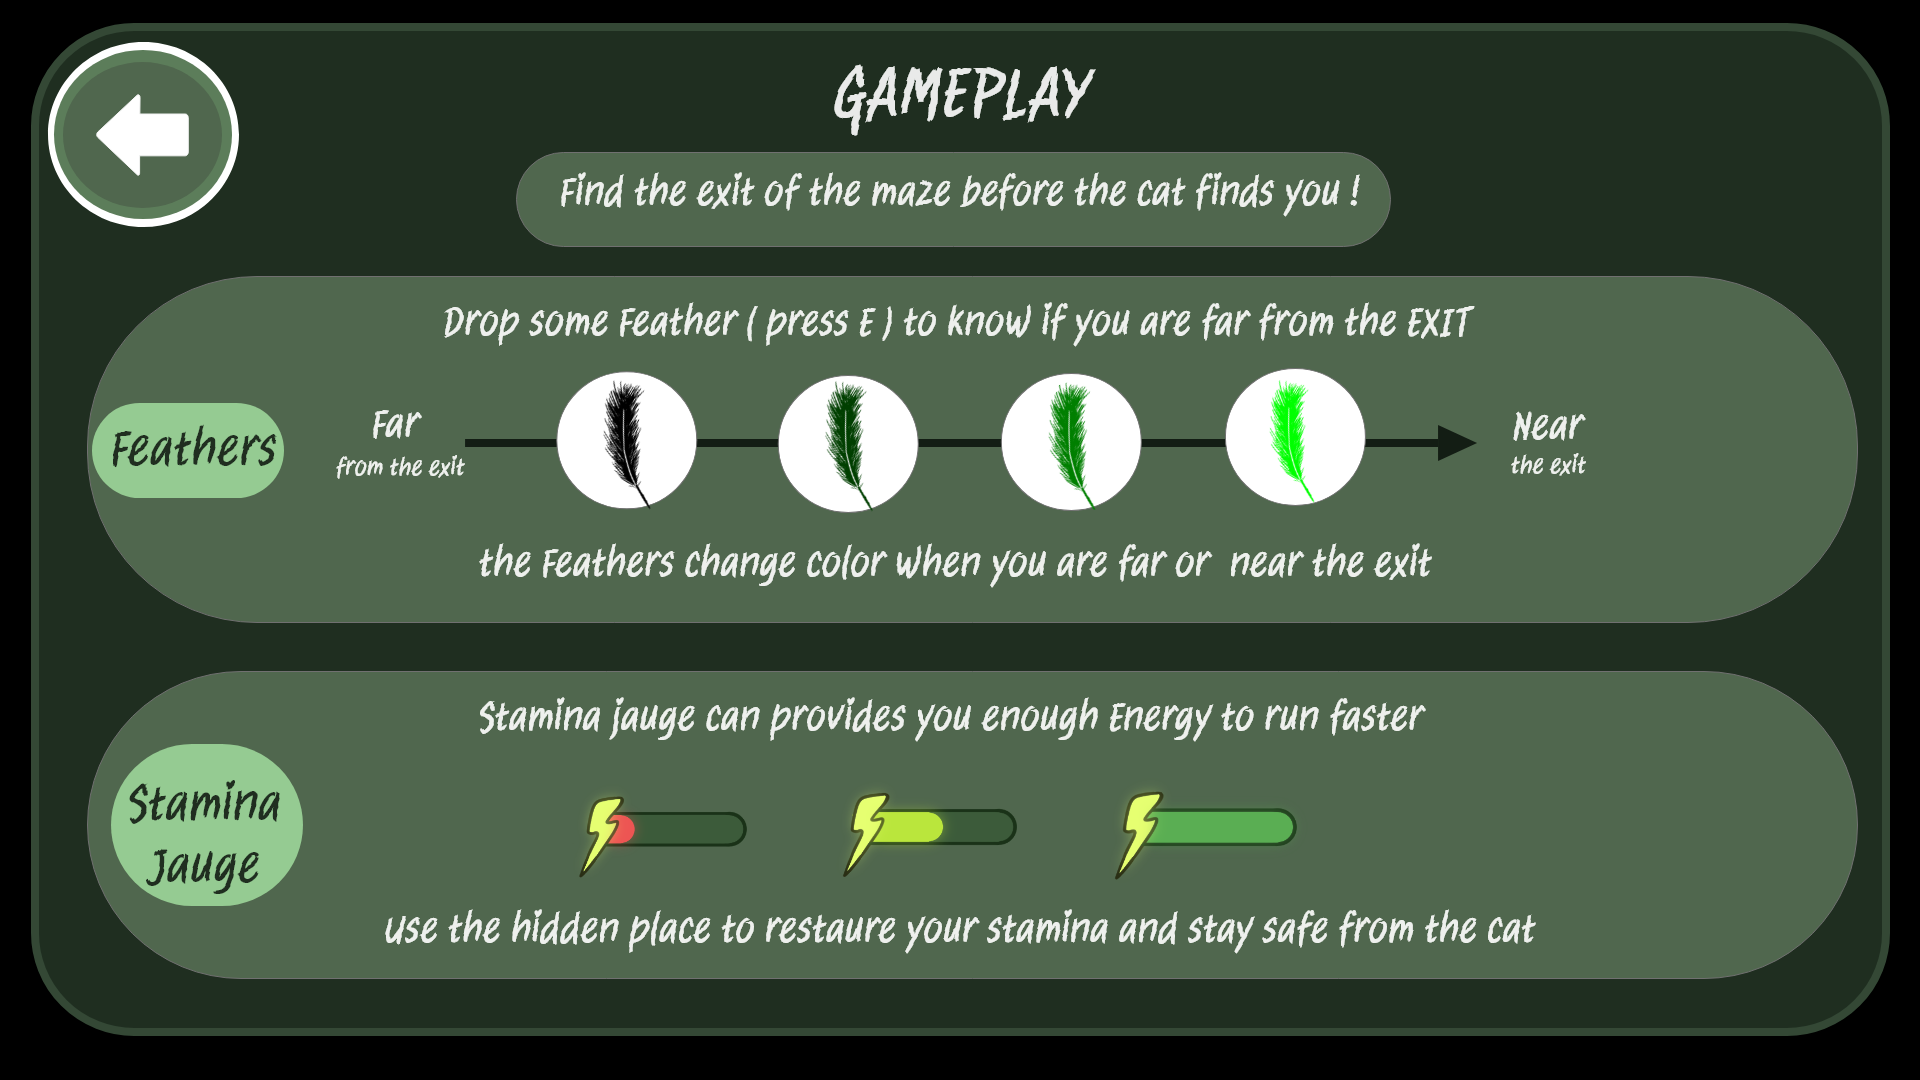 GAMEPLAY
Find the exit of the maze before the cat finds you !
Drop some Feather ( press E ) to know if you are far from the EXIT
Feathers
Far
from the exit
Near
the exit
the Feathers change color when you are far or near the exit
Stamina jauge can provides you enough Energy to run faster
Stamina
Jauge
use the hidden place to restaure your stamina and stay safe from the cat